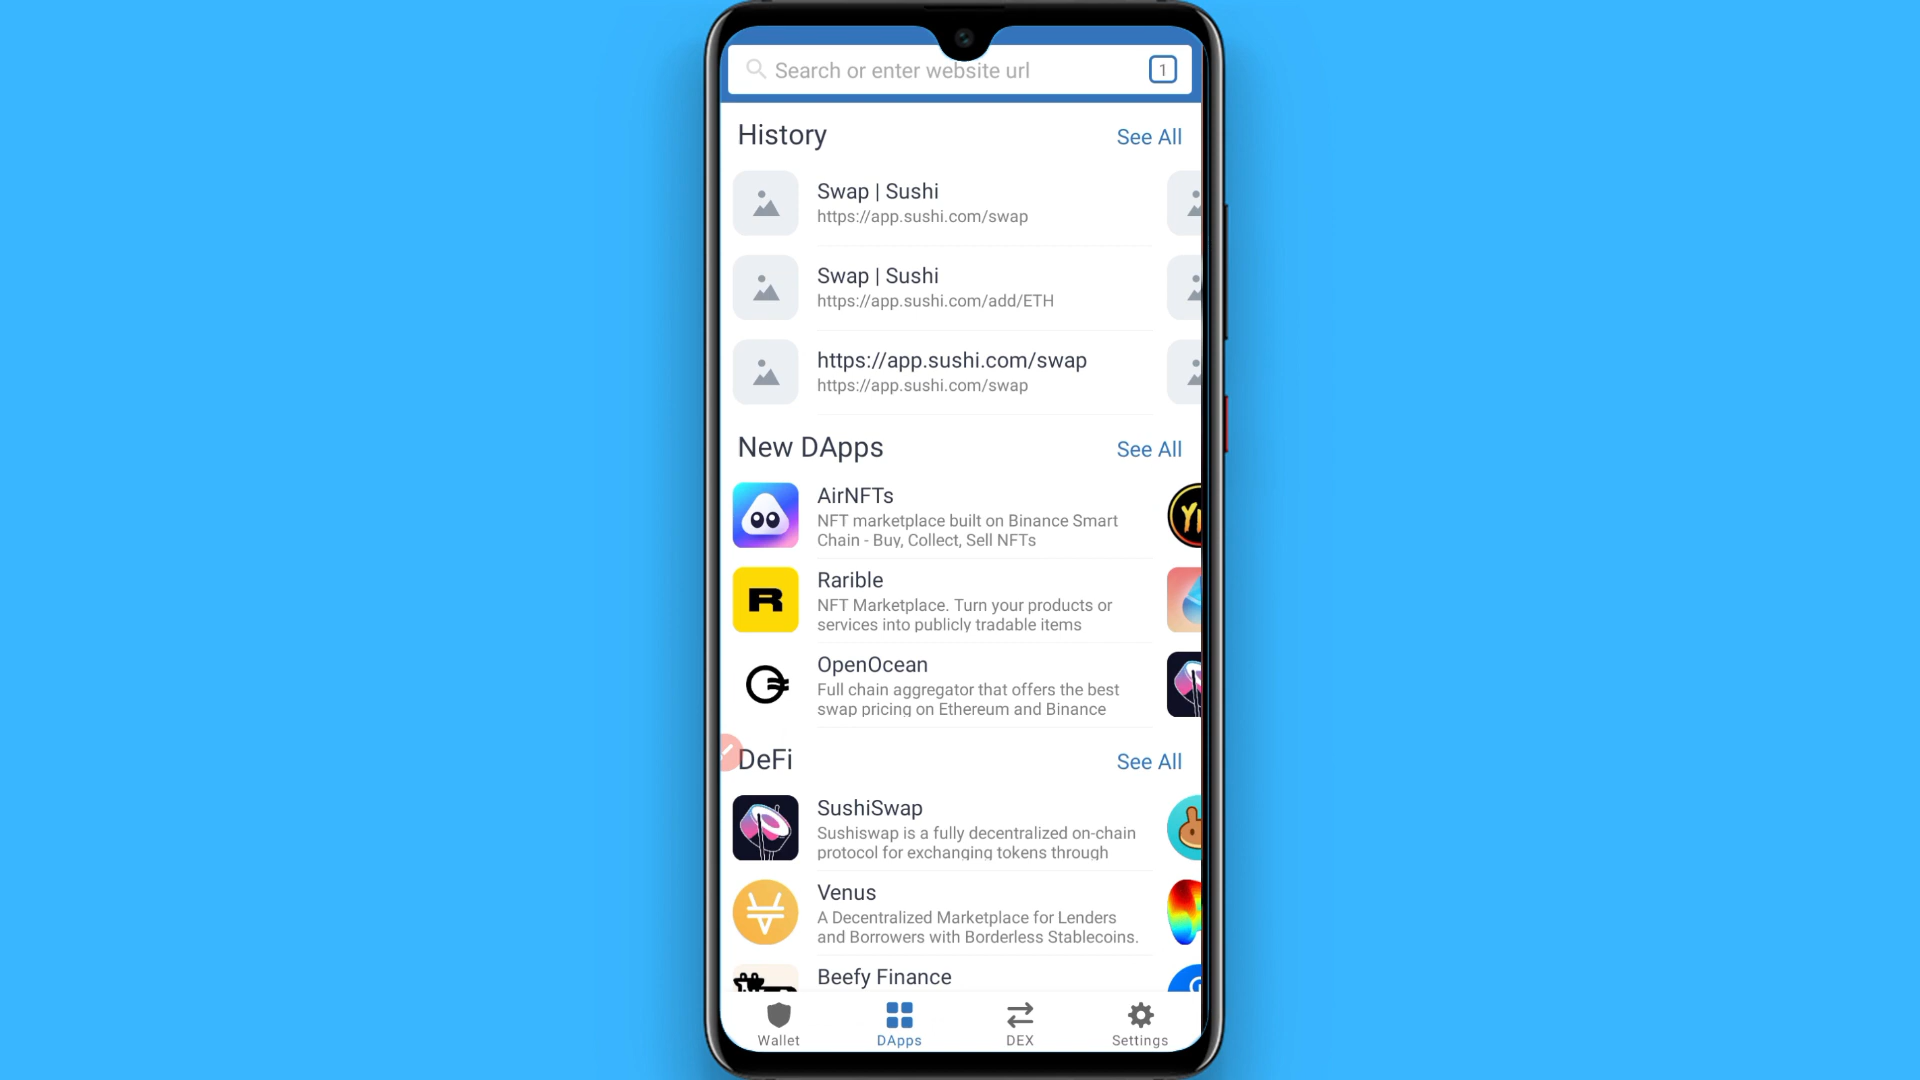 Search or enter website url
1
History
See All
Swap | Sushi
https://app.sushi.com/swap
Swap | Sushi
https://app.sushi.com/add/ETH
https://app.sushi.com/swap
https://app.sushi.com/swap
New DApps
See All
AirNFTs
NFT marketplace built on Binance Smart
Chain - Buy, Collect, Sell NFTs
Rarible
NFT Marketplace. Turn your products or
services into publicly tradable items
OpenOcean
Full chain aggregator that offers the best
swap pricing on Ethereum and Binance
DeFi
See All
SushiSwap
Sushiswap is a fully decentralized on-chain
protocol for exchanging tokens through
Venus
A Decentralized Marketplace for Lenders
and Borrowers with Borderless Stablecoins.
Beefy Finance
Wallet
DApps
DEX
Settings